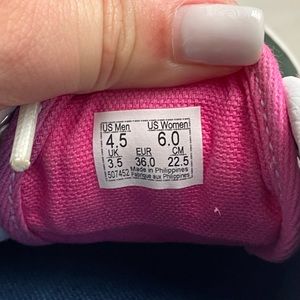 US Men US Women
4.5 6.0
UK EUR CM
3.5 36.0 22.5
507452 Made in Philippines
Fabriqué aux Philippines